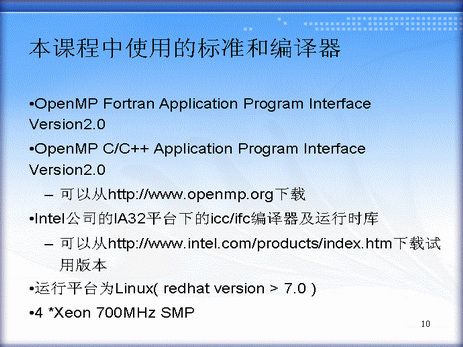 本课程中使用的标准和编译器
•OpenMP Fortran Application Program Interface
Version2.0
•OpenMP C/C++ Application Program Interface
Version2.0
– 可以从http://www.openmp.org下载
•Intel公司的IA32平台下的icc/ifc编译器及运行时库
– 可以从http://www.intel.com/products/index.htm下载试
用版本
•运行平台为Linux( redhat version > 7.0 )
•4 *Xeon 700MHz SMP
10